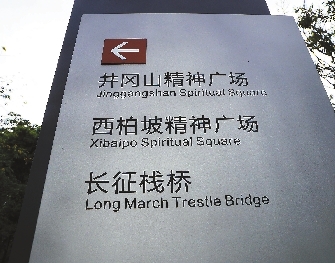 井冈山精神广场
Jinggangshan Spiritual Square
西柏坡精神广场
Xibaipo Spiritual Square
长征栈桥
Long March Trestle Bridge